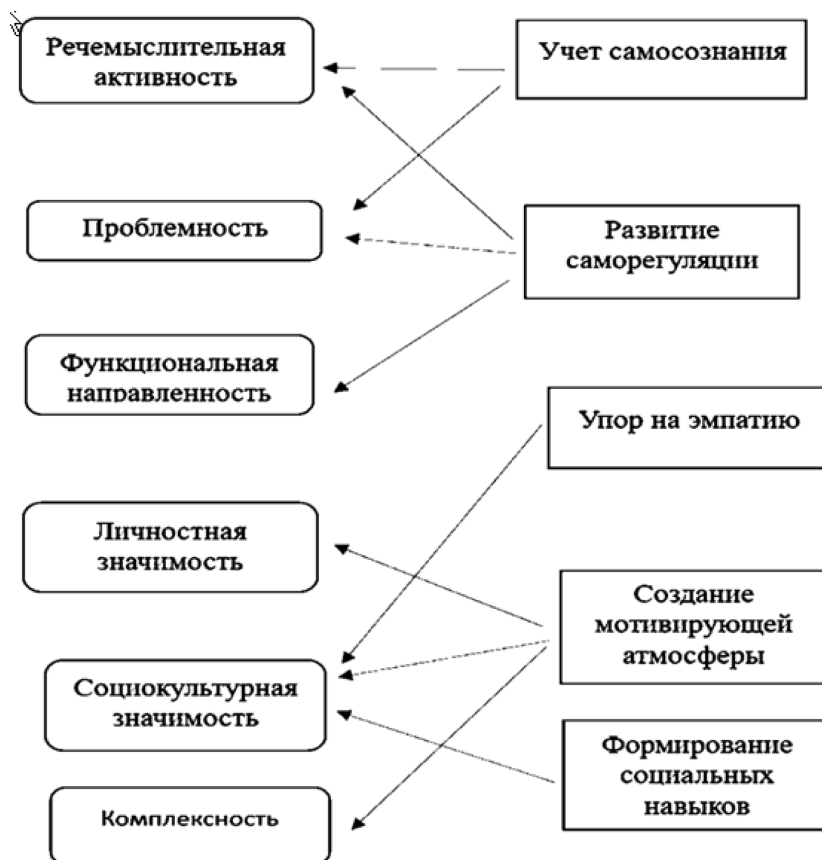 Речемыслительная
активность
Учет самосознания
Проблемность
Развитие
саморегуляции
Функциональная
направленность
Упор на эмпатию
Личностная
значимость
Создание
мотивирующей
атмосферы
Социокультурная
значимость
Формирование
социальных
навыков
Комплексность